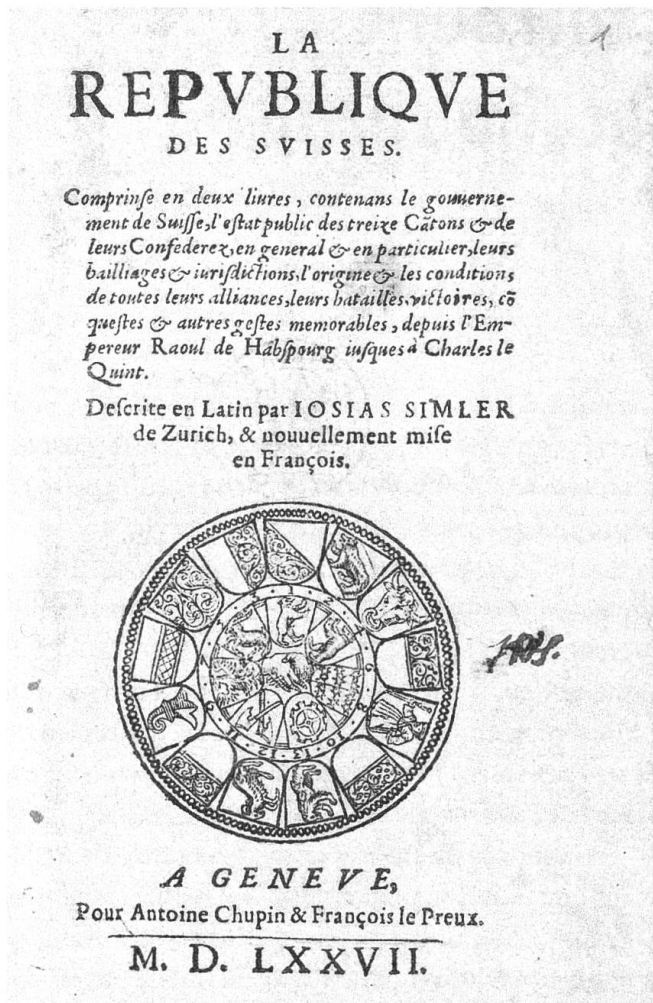 1
LA
REPVBLIQVE
DES SVISSES.
Comprinse en deux liures, contenans le gouuerne-
ment de Suisse, l'estat public des treize Cãtons & de
leurs Confederez, en general & en particulier, leurs
bailliages & iurisdictions, l'origine & les conditions
de toutes leurs alliances, leurs batailles, victoires, cõ
questes & autres gestes memorables, depuis l'Em-
pereur Raoul de Habspourg iusques à Charles le
Quint.
Descrite en Latin par IOSIAS SIMLER
de Zurich, & nouuellement mise
en François.
A GENEVE,
Pour Antoine Chupin & François le Preux.
M. D. LXXVII.